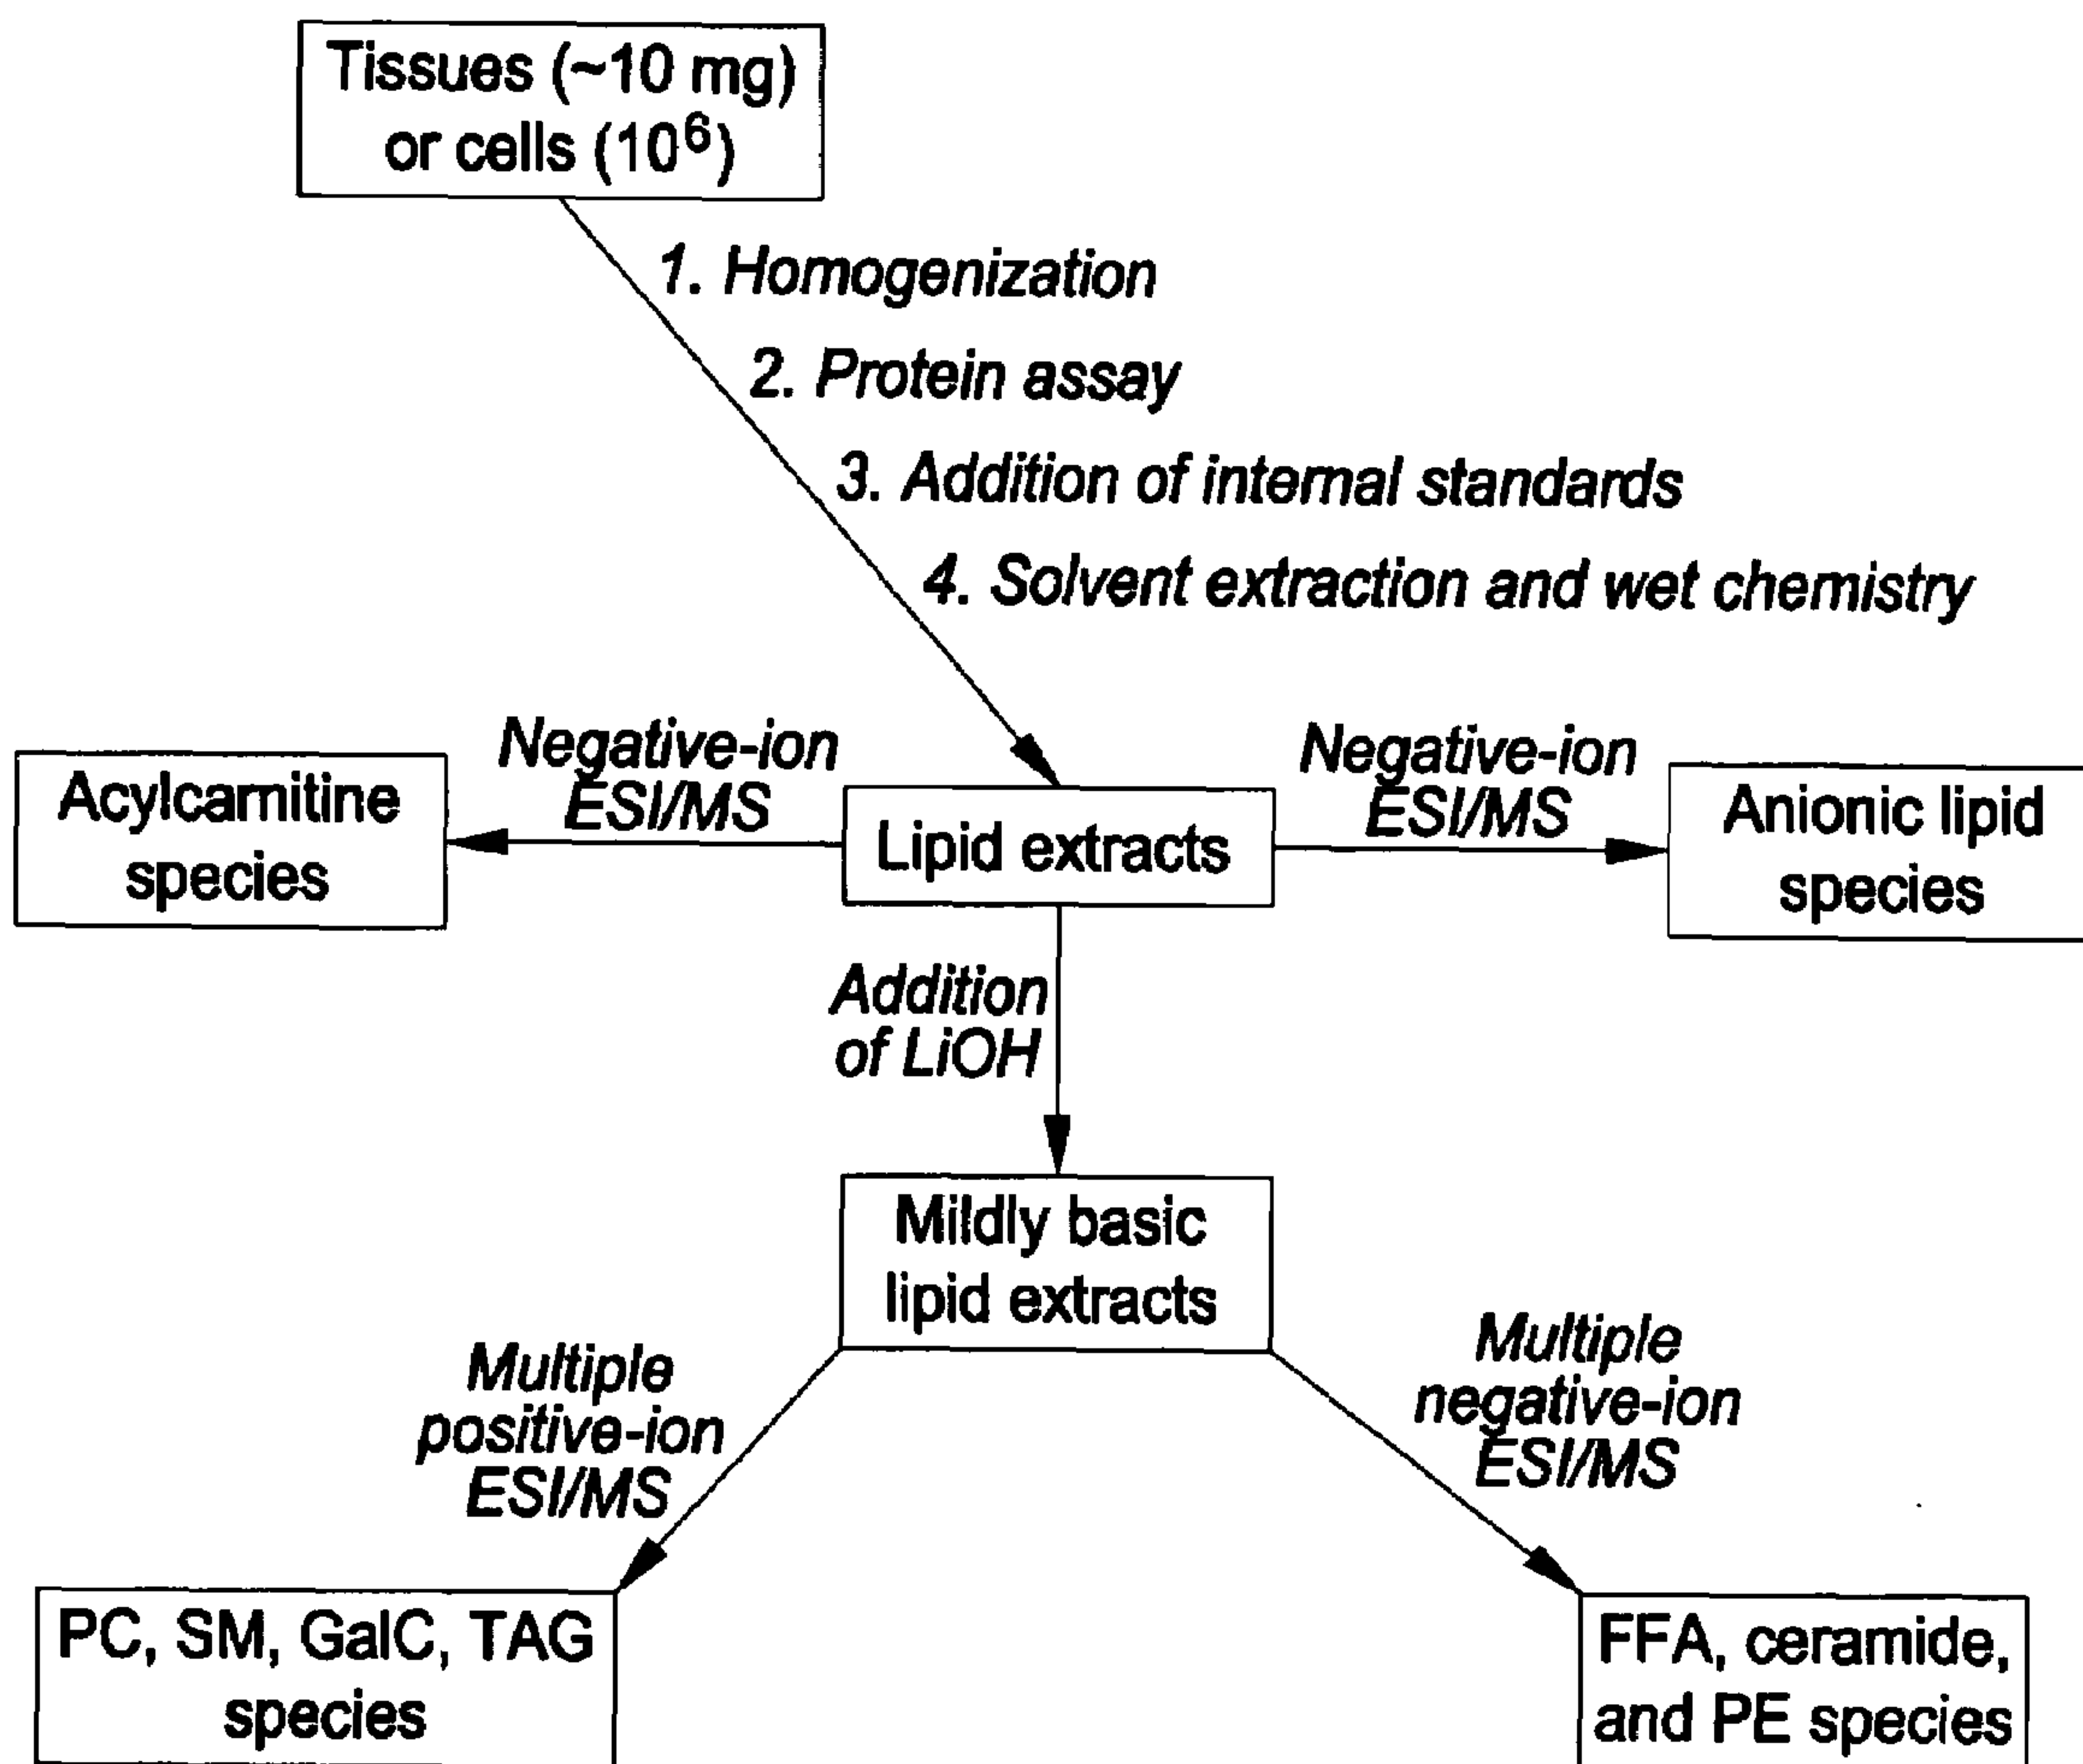 Tissues (~10 mg)
or cells (10⁶)
1. Homogenization
2. Protein assay
3. Addition of internal standards
4. Solvent extraction and wet chemistry
Negative-ion
ESI/MS
Negative-ion
ESI/MS
Acylcarnitine
species
Lipid extracts
Anionic lipid
species
Addition
of LiOH
Mildly basic
lipid extracts
Multiple
positive-ion
ESI/MS
Multiple
negative-ion
ESI/MS
PC, SM, GalC, TAG
species
FFA, ceramide,
and PE species